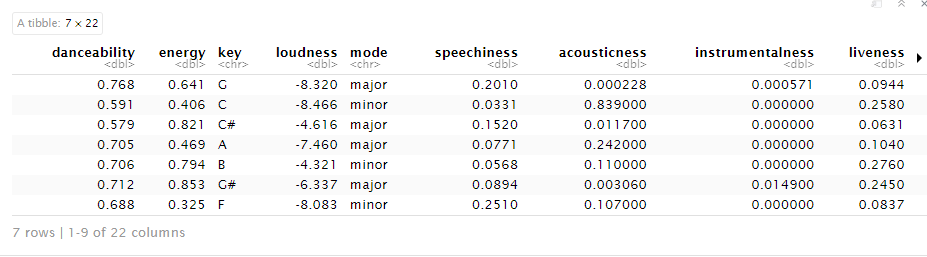 A tibble: 7 × 22
danceability energy key loudness mode speechiness acousticness instrumentalness liveness
<dbl> <dbl> <chr> <dbl> <chr> <dbl> <dbl> <dbl> <dbl>
0.768 0.641 G -8.320 major 0.2010 0.000228 0.000571 0.0944
0.591 0.406 C -8.466 minor 0.0331 0.839000 0.000000 0.2580
0.579 0.821 C# -4.616 major 0.1520 0.011700 0.000000 0.0631
0.705 0.469 A -7.460 major 0.0771 0.242000 0.000000 0.1040
0.706 0.794 B -4.321 minor 0.0568 0.110000 0.000000 0.2760
0.712 0.853 G# -6.337 major 0.0894 0.003060 0.014900 0.2450
0.688 0.325 F -8.083 minor 0.2510 0.107000 0.000000 0.0837
7 rows | 1-9 of 22 columns